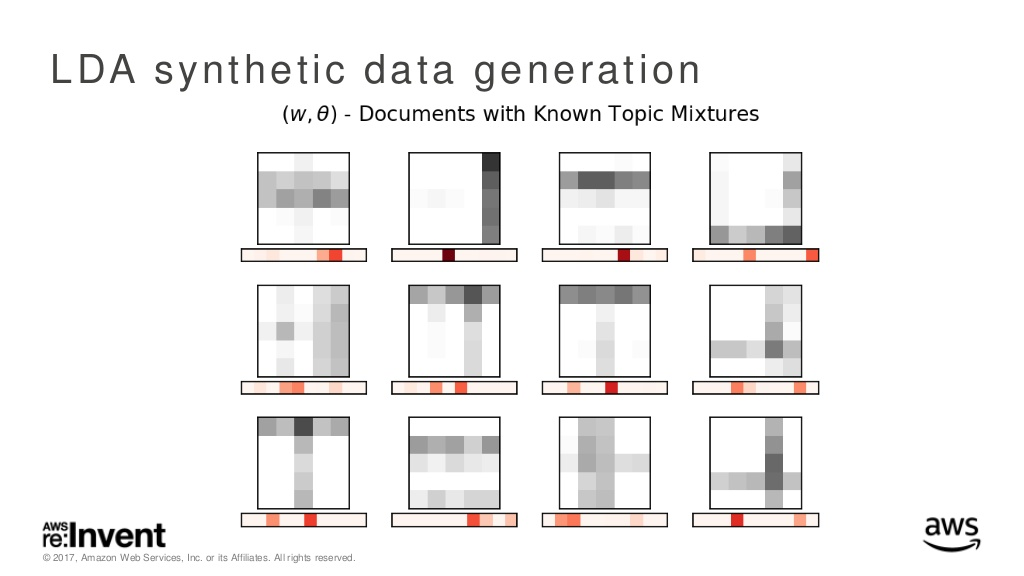 LDA synthetic data generation
(w, θ) - Documents with Known Topic Mixtures
AWS
re:Invent
© 2017, Amazon Web Services, Inc. or its Affiliates. All rights reserved.
aws